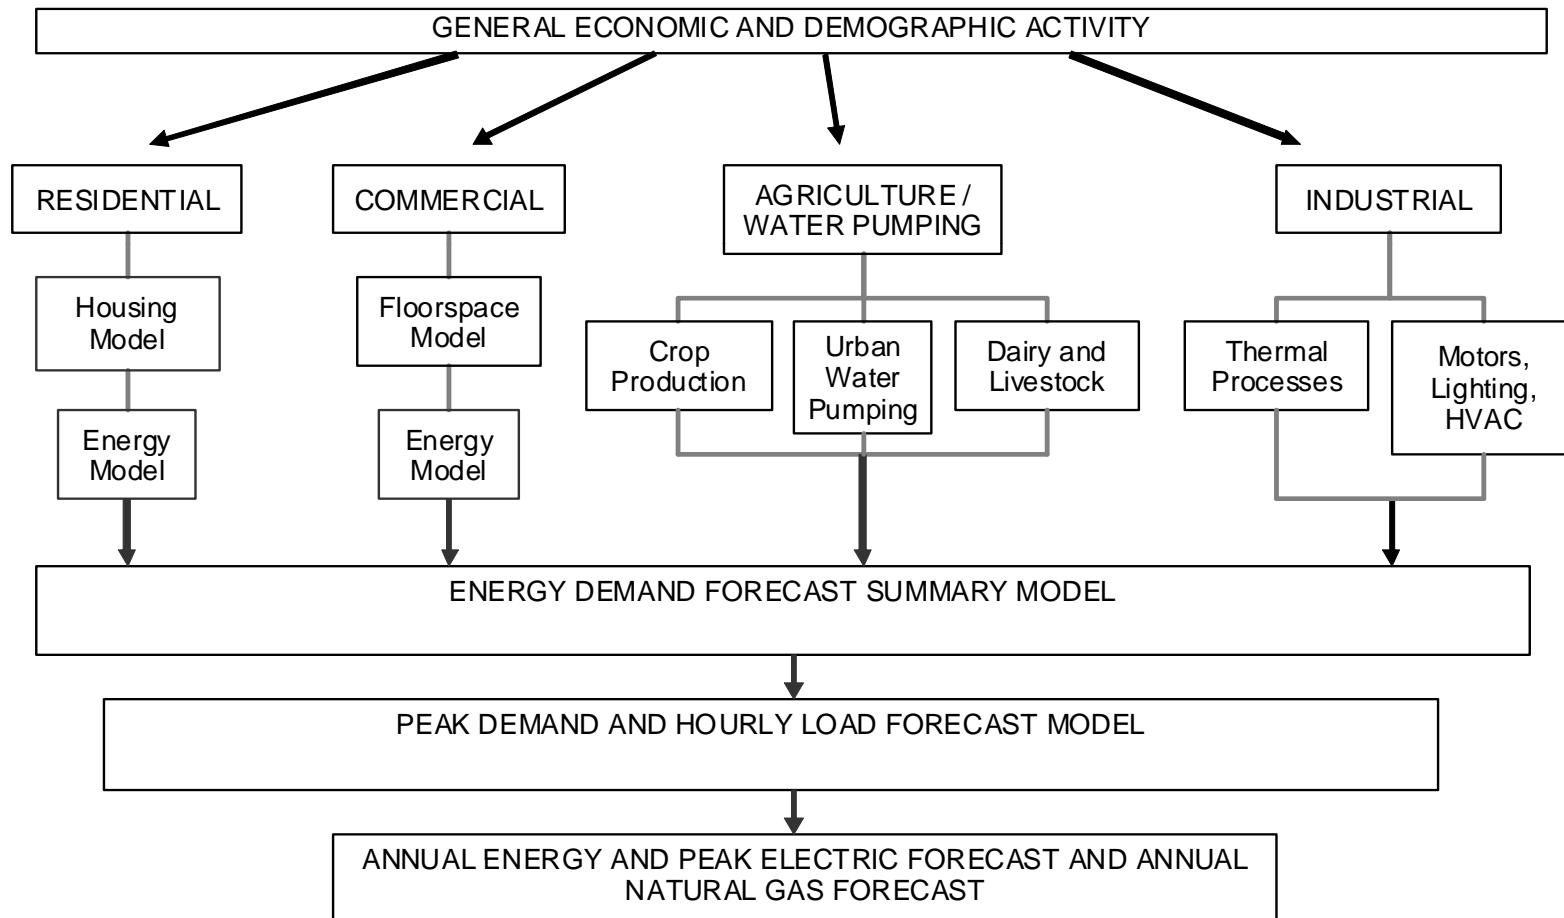 GENERAL ECONOMIC AND DEMOGRAPHIC ACTIVITY
RESIDENTIAL
COMMERCIAL
AGRICULTURE /
WATER PUMPING
INDUSTRIAL
Housing
Model
Floorspace
Model
Crop
Production
Urban
Water
Pumping
Dairy and
Livestock
Thermal
Processes
Motors,
Lighting,
HVAC
Energy
Model
Energy
Model
ENERGY DEMAND FORECAST SUMMARY MODEL
PEAK DEMAND AND HOURLY LOAD FORECAST MODEL
ANNUAL ENERGY AND PEAK ELECTRIC FORECAST AND ANNUAL
NATURAL GAS FORECAST